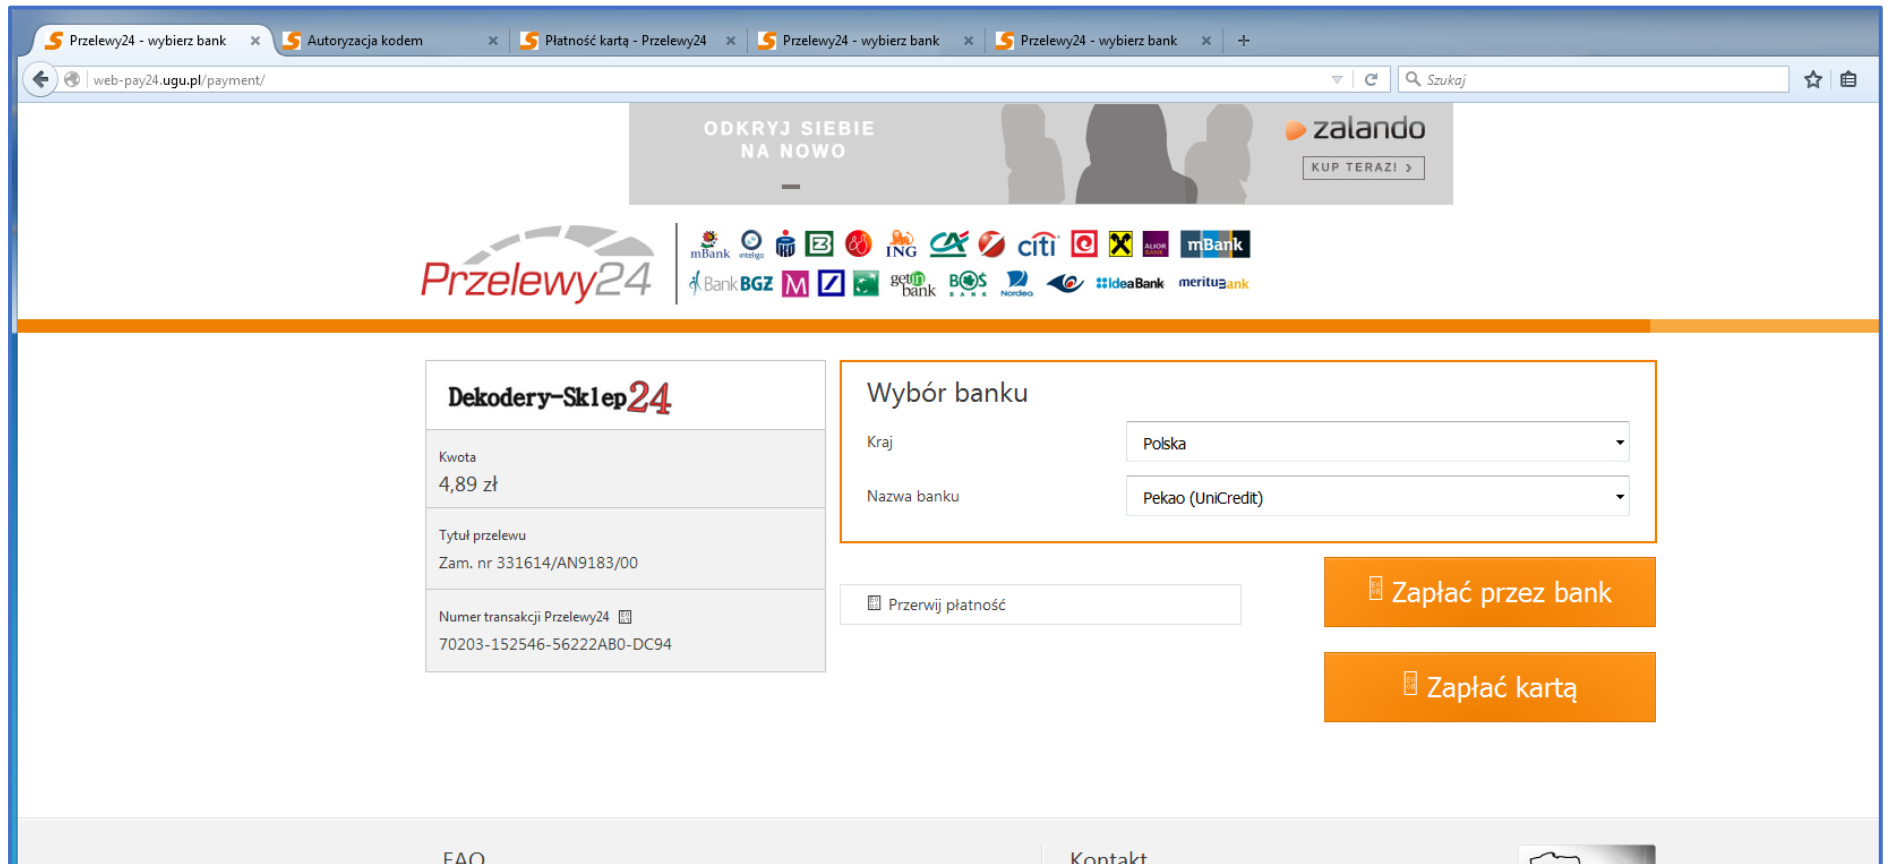 Przelewy24 - wybierz bank
Autoryzacja kodem
Płatność kartą - Przelewy24
Przelewy24 - wybierz bank
Przelewy24 - wybierz bank
web-pay24.ugu.pl/payment/
Szukaj
ODKRYJ SIEBIE
NA NOWO
zalando
KUP TERAZ! >
Przelewy24
mBank inteligo ING citi ALIOR BANK mBank
Bank BGŻ getin bank BOŚ BANK Nordea IdeaBank meritumBank
Dekodery-Sklep24
Kwota
4,89 zł
Tytuł przelewu
Zam. nr 331614/AN9183/00
Numer transakcji Przelewy24
70203-152546-56222AB0-DC94
Wybór banku
Kraj
Polska
Nazwa banku
Pekao (UniCredit)
Przerwij płatność
Zapłać przez bank
Zapłać kartą
FAQ
Kontakt